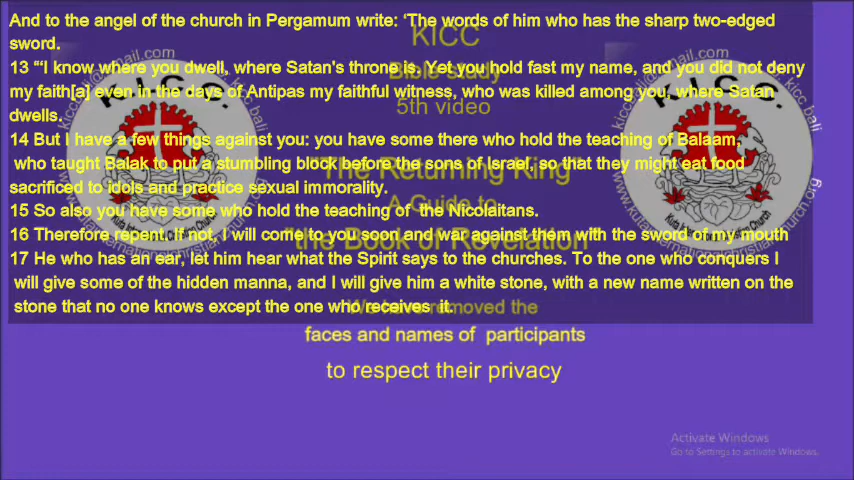 And to the angel of the church in Pergamum write: ‘The words of him who has the sharp two-edged
sword.
13 “‘I know where you dwell, where Satan's throne is. Yet you hold fast my name, and you did not deny
my faith[a] even in the days of Antipas my faithful witness, who was killed among you, where Satan
dwells.
14 But I have a few things against you: you have some there who hold the teaching of Balaam,
who taught Balak to put a stumbling block before the sons of Israel, so that they might eat food
sacrificed to idols and practice sexual immorality.
15 So also you have some who hold the teaching of the Nicolaitans.
16 Therefore repent. If not, I will come to you soon and war against them with the sword of my mouth
17 He who has an ear, let him hear what the Spirit says to the churches. To the one who conquers I
will give some of the hidden manna, and I will give him a white stone, with a new name written on the
stone that no one knows except the one who receives it.
KICC
Bible study
5th video
"The Returning King"
A Guide to
the Book of Revelation"
We have removed the
faces and names of participants
to respect their privacy
K.I.C.C.
K.I.C.C.
Activate Windows
Go to Settings to activate Windows.